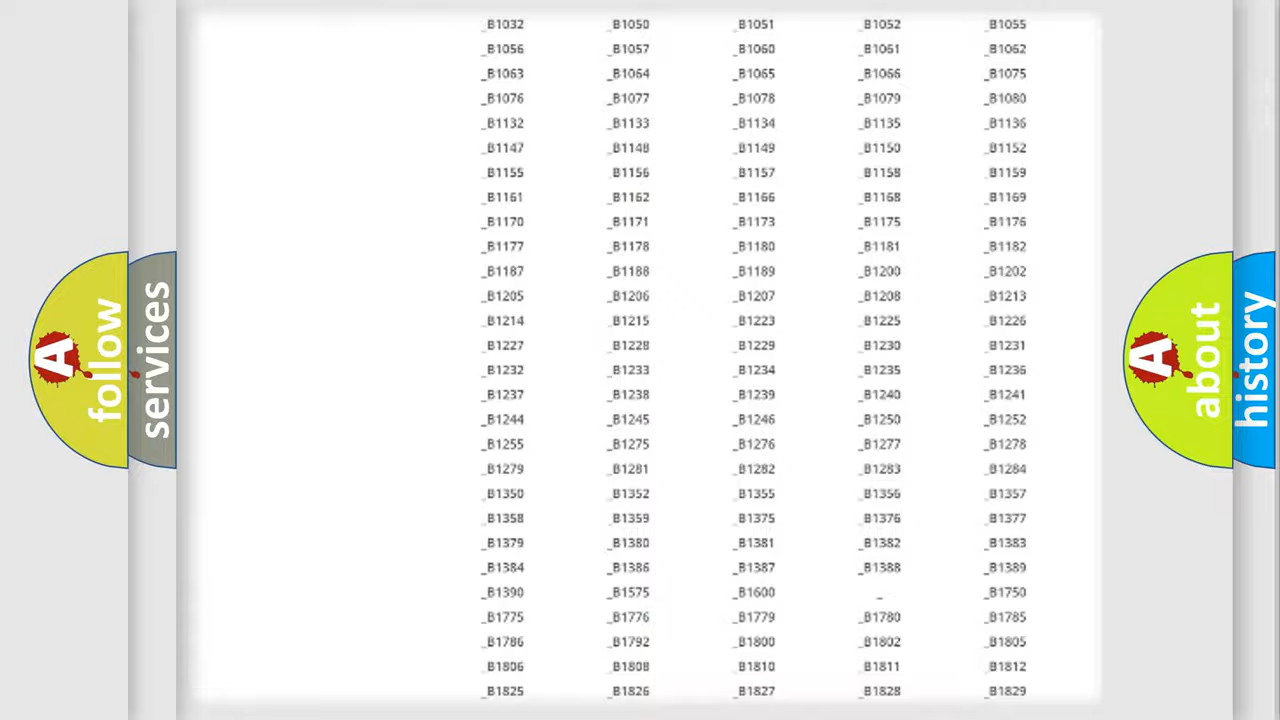 _B1032 _B1050 _B1051 _B1052 _B1055
_B1056 _B1057 _B1060 _B1061 _B1062
_B1063 _B1064 _B1065 _B1066 _B1075
_B1076 _B1077 _B1078 _B1079 _B1080
_B1132 _B1133 _B1134 _B1135 _B1136
_B1147 _B1148 _B1149 _B1150 _B1152
_B1155 _B1156 _B1157 _B1158 _B1159
_B1161 _B1162 _B1166 _B1168 _B1169
_B1170 _B1171 _B1173 _B1175 _B1176
_B1177 _B1178 _B1180 _B1181 _B1182
_B1187 _B1188 _B1189 _B1200 _B1202
_B1205 _B1206 _B1207 _B1208 _B1213
_B1214 _B1215 _B1223 _B1225 _B1226
_B1227 _B1228 _B1229 _B1230 _B1231
_B1232 _B1233 _B1234 _B1235 _B1236
_B1237 _B1238 _B1239 _B1240 _B1241
_B1244 _B1245 _B1246 _B1250 _B1252
_B1255 _B1275 _B1276 _B1277 _B1278
_B1279 _B1281 _B1282 _B1283 _B1284
_B1350 _B1352 _B1355 _B1356 _B1357
_B1358 _B1359 _B1375 _B1376 _B1377
_B1379 _B1380 _B1381 _B1382 _B1383
_B1384 _B1386 _B1387 _B1388 _B1389
_B1390 _B1575 _B1600 _ _B1750
_B1775 _B1776 _B1779 _B1780 _B1785
_B1786 _B1792 _B1800 _B1802 _B1805
_B1806 _B1808 _B1810 _B1811 _B1812
_B1825 _B1826 _B1827 _B1828 _B1829
A
follow
services
A
about
history